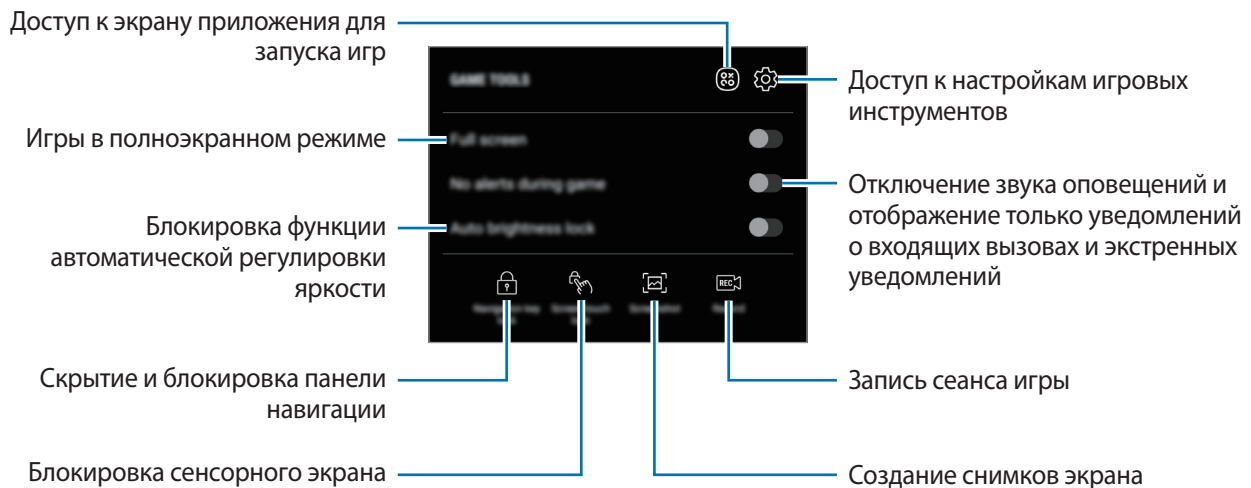 Доступ к экрану приложения для
запуска игр
GAME TOOLS
Доступ к настройкам игровых
инструментов
Игры в полноэкранном режиме
Full screen
No alerts during game
Отключение звука оповещений и
отображение только уведомлений
о входящих вызовах и экстренных
уведомлений
Блокировка функции
автоматической регулировки
яркости
Auto brightness lock
REC
Скрытие и блокировка панели
навигации
Запись сеанса игры
Блокировка сенсорного экрана
Создание снимков экрана